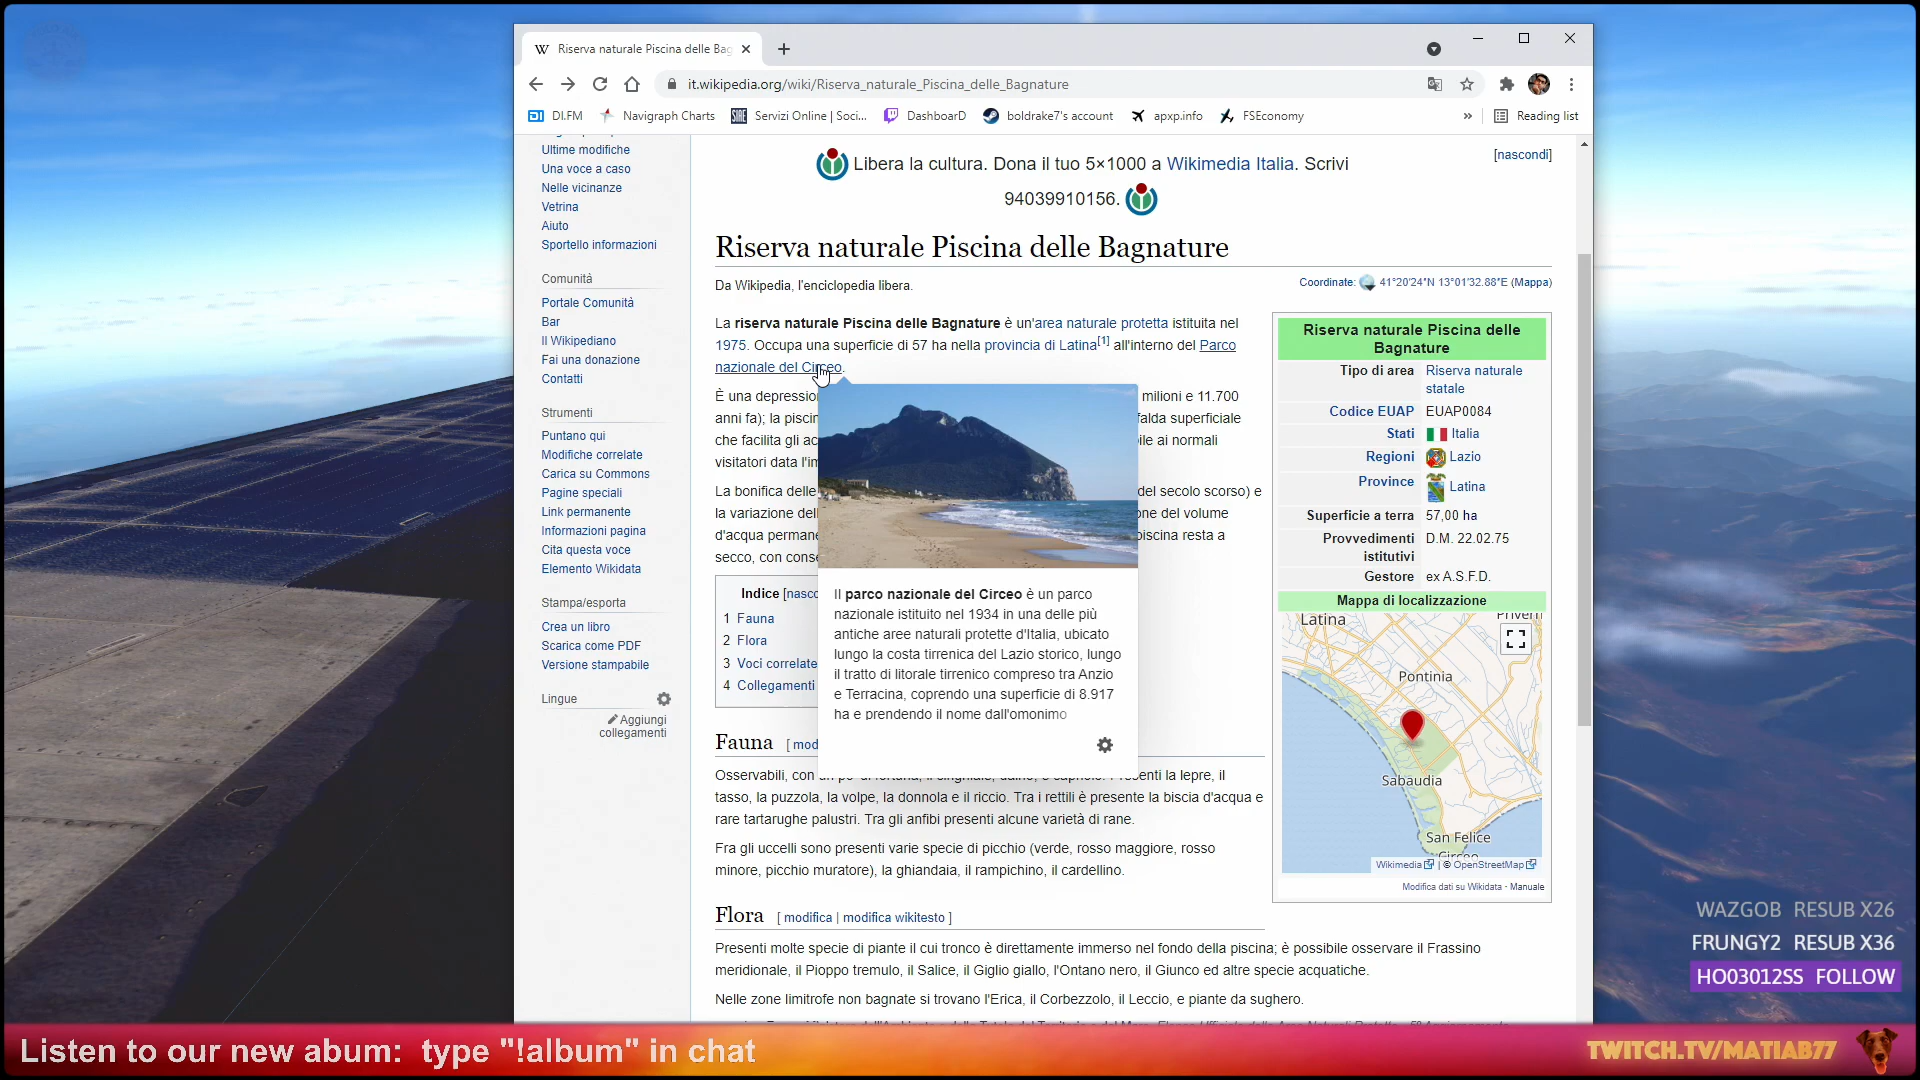 Riserva naturale Piscina delle Bag
it.wikipedia.org/wiki/Riserva_naturale_Piscina_delle_Bagnature
DI.FM
Navigraph Charts
Servizi Online | Soci...
DashboarD
boldrake7's account
apxp.info
FSEconomy
»
Reading list
Ultime modifiche
Una voce a caso
Nelle vicinanze
Vetrina
Aiuto
Sportello informazioni
Comunità
Portale Comunità
Bar
Il Wikipediano
Fai una donazione
Contatti
Strumenti
Puntano qui
Modifiche correlate
Carica su Commons
Pagine speciali
Link permanente
Informazioni pagina
Cita questa voce
Elemento Wikidata
Stampa/esporta
Crea un libro
Scarica come PDF
Versione stampabile
Lingue
Aggiungi
collegamenti
Libera la cultura. Dona il tuo 5×1000 a Wikimedia Italia. Scrivi
94039910156.
[nascondi]
Riserva naturale Piscina delle Bagnature
Da Wikipedia, l'enciclopedia libera.
Coordinate: 41°20′24″N 13°01′32.88″E (Mappa)
La riserva naturale Piscina delle Bagnature è un'area naturale protetta istituita nel
1975. Occupa una superficie di 57 ha nella provincia di Latina[1] all'interno del Parco
nazionale del Circeo.
È una depression milioni e 11.700
anni fa); la piscin falda superficiale
che facilita gli ac ile ai normali
visitatori data l'im
La bonifica delle del secolo scorso) e
la variazione dell one del volume
d'acqua permane piscina resta a
secco, con conse
Il parco nazionale del Circeo è un parco
nazionale istituito nel 1934 in una delle più
antiche aree naturali protette d'Italia, ubicato
lungo la costa tirrenica del Lazio storico, lungo
il tratto di litorale tirrenico compreso tra Anzio
e Terracina, coprendo una superficie di 8.917
ha e prendendo il nome dall'omonimo
Indice [nasco
1 Fauna
2 Flora
3 Voci correlate
4 Collegamenti
Fauna [ mod
Osservabili, con un po' di fortuna, il cinghiale, daino, e capriolo. Presenti la lepre, il
tasso, la puzzola, la volpe, la donnola e il riccio. Tra i rettili è presente la biscia d'acqua e
rare tartarughe palustri. Tra gli anfibi presenti alcune varietà di rane.
Fra gli uccelli sono presenti varie specie di picchio (verde, rosso maggiore, rosso
minore, picchio muratore), la ghiandaia, il rampichino, il cardellino.
Flora [ modifica | modifica wikitesto ]
Presenti molte specie di piante il cui tronco è direttamente immerso nel fondo della piscina; è possibile osservare il Frassino
meridionale, il Pioppo tremulo, il Salice, il Giglio giallo, l'Ontano nero, il Giunco ed altre specie acquatiche.
Nelle zone limitrofe non bagnate si trovano l'Erica, il Corbezzolo, il Leccio, e piante da sughero.
Riserva naturale Piscina delle
Bagnature
Tipo di area Riserva naturale
statale
Codice EUAP EUAP0084
Stati Italia
Regioni Lazio
Province Latina
Superficie a terra 57,00 ha
Provvedimenti D.M. 22.02.75
istitutivi
Gestore ex A.S.F.D.
Mappa di localizzazione
Latina
Priverno
Pontinia
Sabaudia
San Felice
Circeo
Wikimedia | © OpenStreetMap
Modifica dati su Wikidata · Manuale
WAZGOB RESUB X26
FRUNGY2 RESUB X36
HO03012SS FOLLOW
Listen to our new abum: type "!album" in chat
TWITCH.TV/MATIAB77